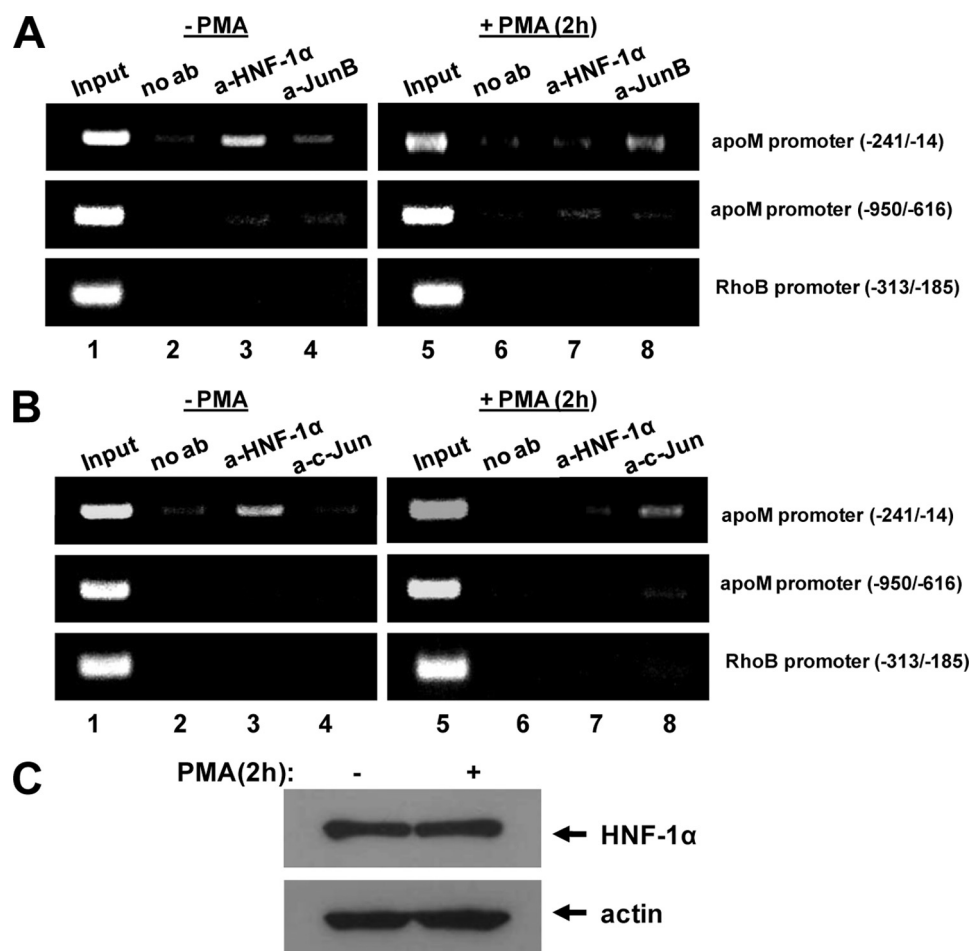 A
- PMA
+ PMA (2h)
Input no ab a-HNF-1α a-JunB
Input no ab a-HNF-1α a-JunB
apoM promoter (-241/-14)
apoM promoter (-950/-616)
RhoB promoter (-313/-185)
1 2 3 4 5 6 7 8
B
- PMA
+ PMA (2h)
Input no ab a-HNF-1α a-c-Jun
Input no ab a-HNF-1α a-c-Jun
apoM promoter (-241/-14)
apoM promoter (-950/-616)
RhoB promoter (-313/-185)
1 2 3 4 5 6 7 8
C
PMA(2h): - +
HNF-1α
actin